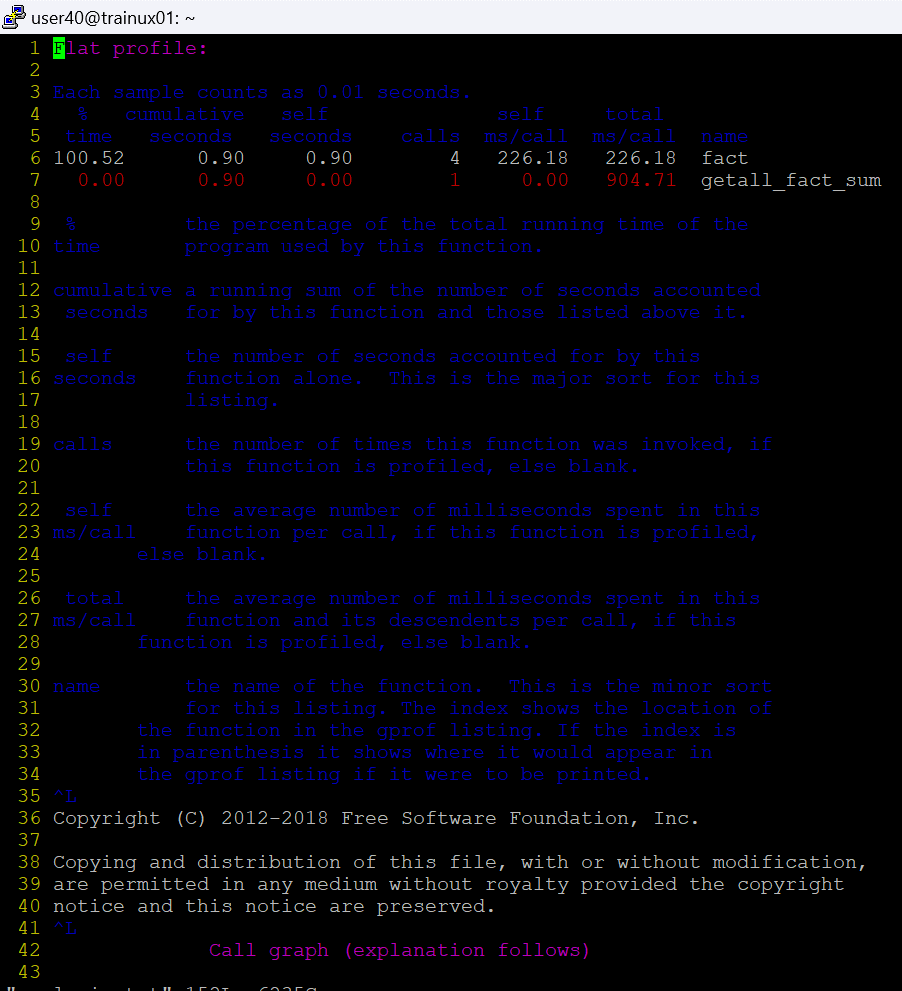 user40@trainux01: ~
1 Flat profile:
2
3 Each sample counts as 0.01 seconds.
4 % cumulative self self total
5 time seconds seconds calls ms/call ms/call name
6 100.52 0.90 0.90 4 226.18 226.18 fact
7 0.00 0.90 0.00 1 0.00 904.71 getall_fact_sum
8
9 % the percentage of the total running time of the
10 time program used by this function.
11
12 cumulative a running sum of the number of seconds accounted
13 seconds for by this function and those listed above it.
14
15 self the number of seconds accounted for by this
16 seconds function alone. This is the major sort for this
17 listing.
18
19 calls the number of times this function was invoked, if
20 this function is profiled, else blank.
21
22 self the average number of milliseconds spent in this
23 ms/call function per call, if this function is profiled,
24 else blank.
25
26 total the average number of milliseconds spent in this
27 ms/call function and its descendents per call, if this
28 function is profiled, else blank.
29
30 name the name of the function. This is the minor sort
31 for this listing. The index shows the location of
32 the function in the gprof listing. If the index is
33 in parenthesis it shows where it would appear in
34 the gprof listing if it were to be printed.
35 ^L
36 Copyright (C) 2012-2018 Free Software Foundation, Inc.
37
38 Copying and distribution of this file, with or without modification,
39 are permitted in any medium without royalty provided the copyright
40 notice and this notice are preserved.
41 ^L
42 Call graph (explanation follows)
43